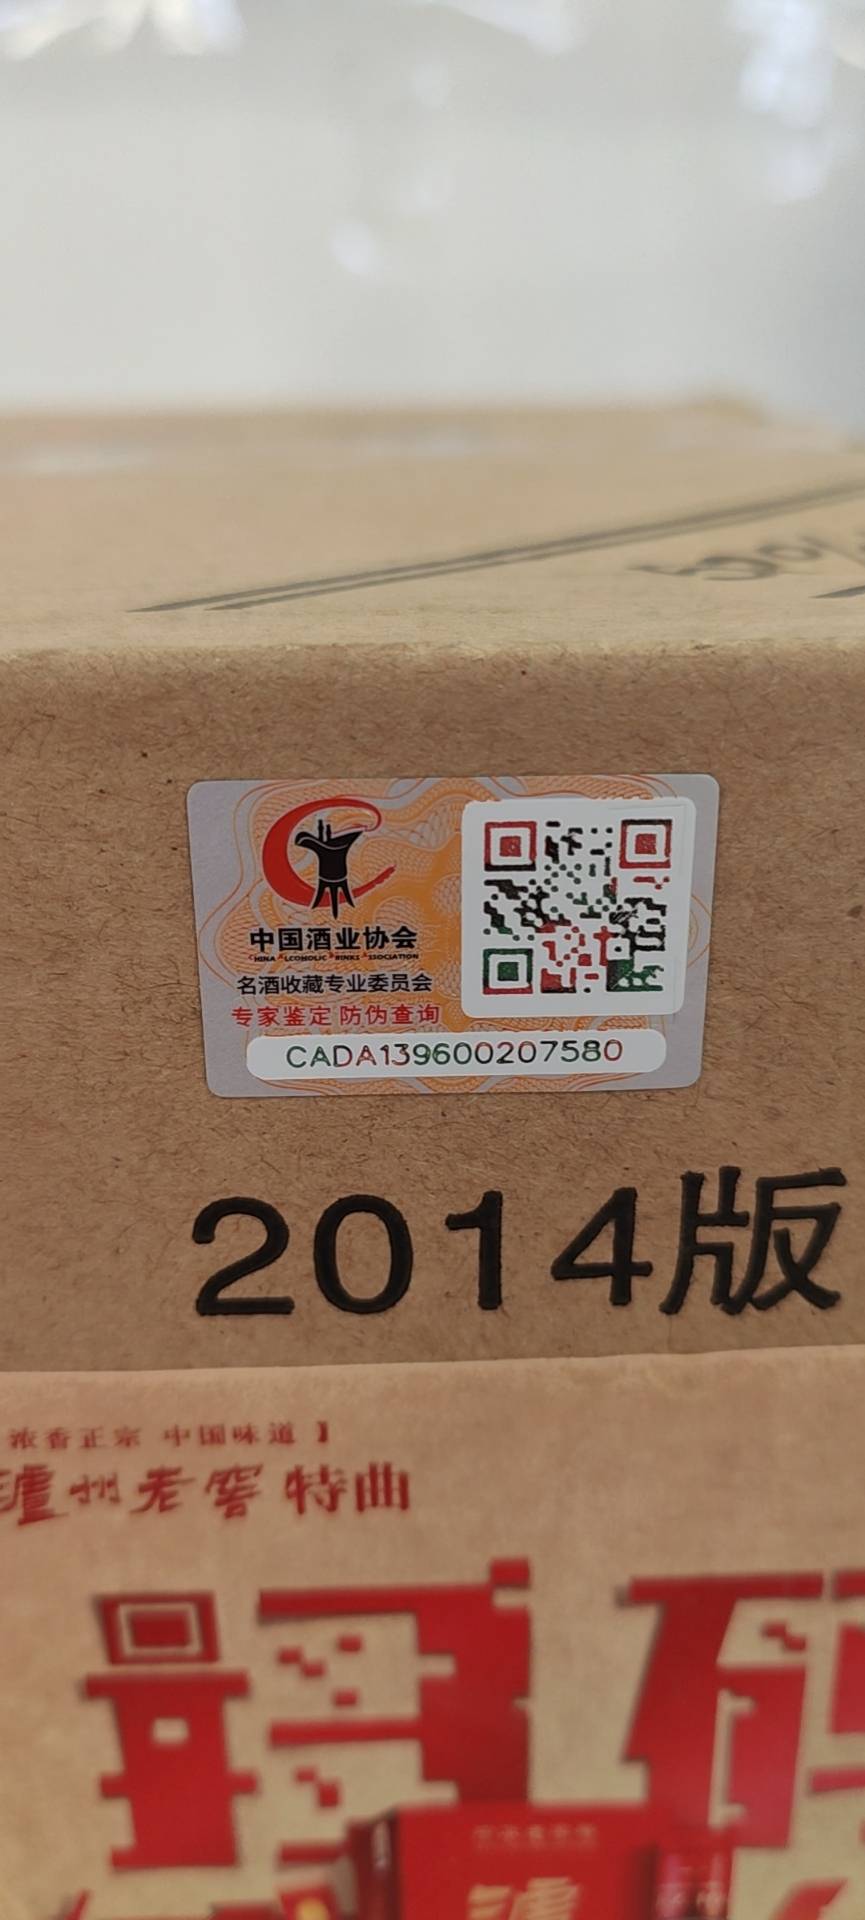 50%
中国酒业协会
CHINA ALCOHOLIC DRINKS ASSOCIATION
名酒收藏专业委员会
专家鉴定 防伪查询
CADA139600207580
2014版
浓香正宗 中国味道 】
泸州老窖 特曲